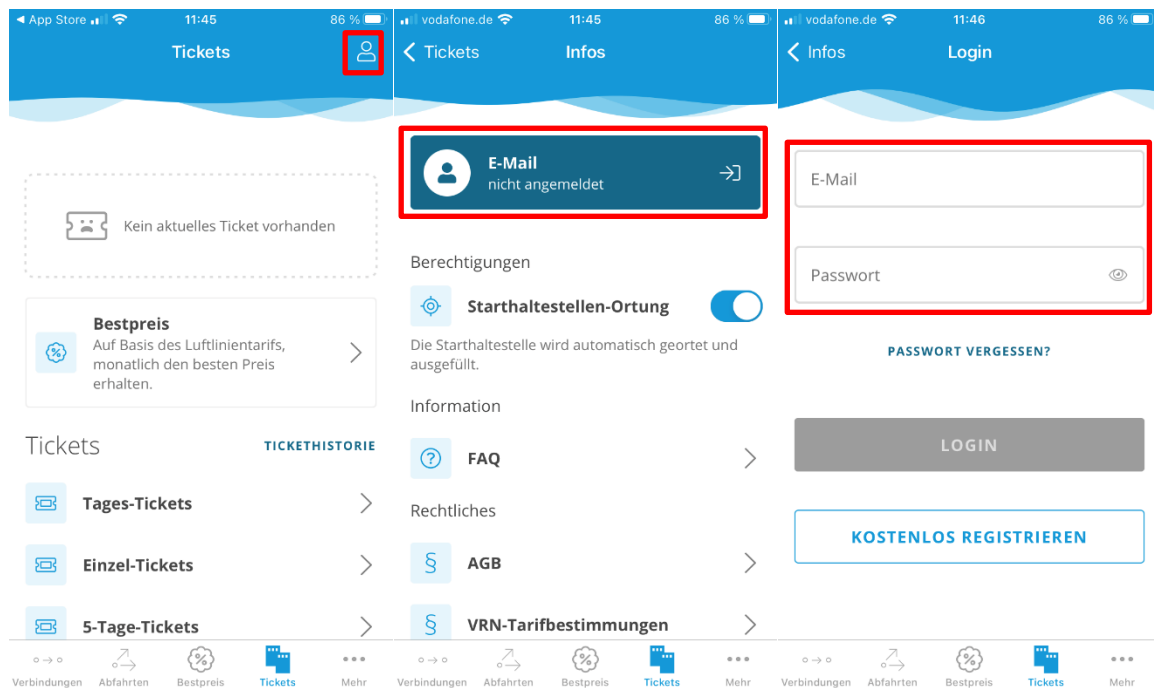 App Store
11:45
86 %
Tickets
Kein aktuelles Ticket vorhanden
Bestpreis
Auf Basis des Luftlinientarifs,
monatlich den besten Preis
erhalten.
Tickets
TICKETHISTORIE
Tages-Tickets
Einzel-Tickets
5-Tage-Tickets
Verbindungen
Abfahrten
Bestpreis
Tickets
Mehr
vodafone.de
11:45
86 %
Tickets
Infos
E-Mail
nicht angemeldet
Berechtigungen
Starthaltestellen-Ortung
Die Starthaltestelle wird automatisch geortet und
ausgefüllt.
Information
FAQ
Rechtliches
§ AGB
§ VRN-Tarifbestimmungen
Verbindungen
Abfahrten
Bestpreis
Tickets
Mehr
vodafone.de
11:46
86 %
Infos
Login
E-Mail
Passwort
PASSWORT VERGESSEN?
LOGIN
KOSTENLOS REGISTRIEREN
Verbindungen
Abfahrten
Bestpreis
Tickets
Mehr